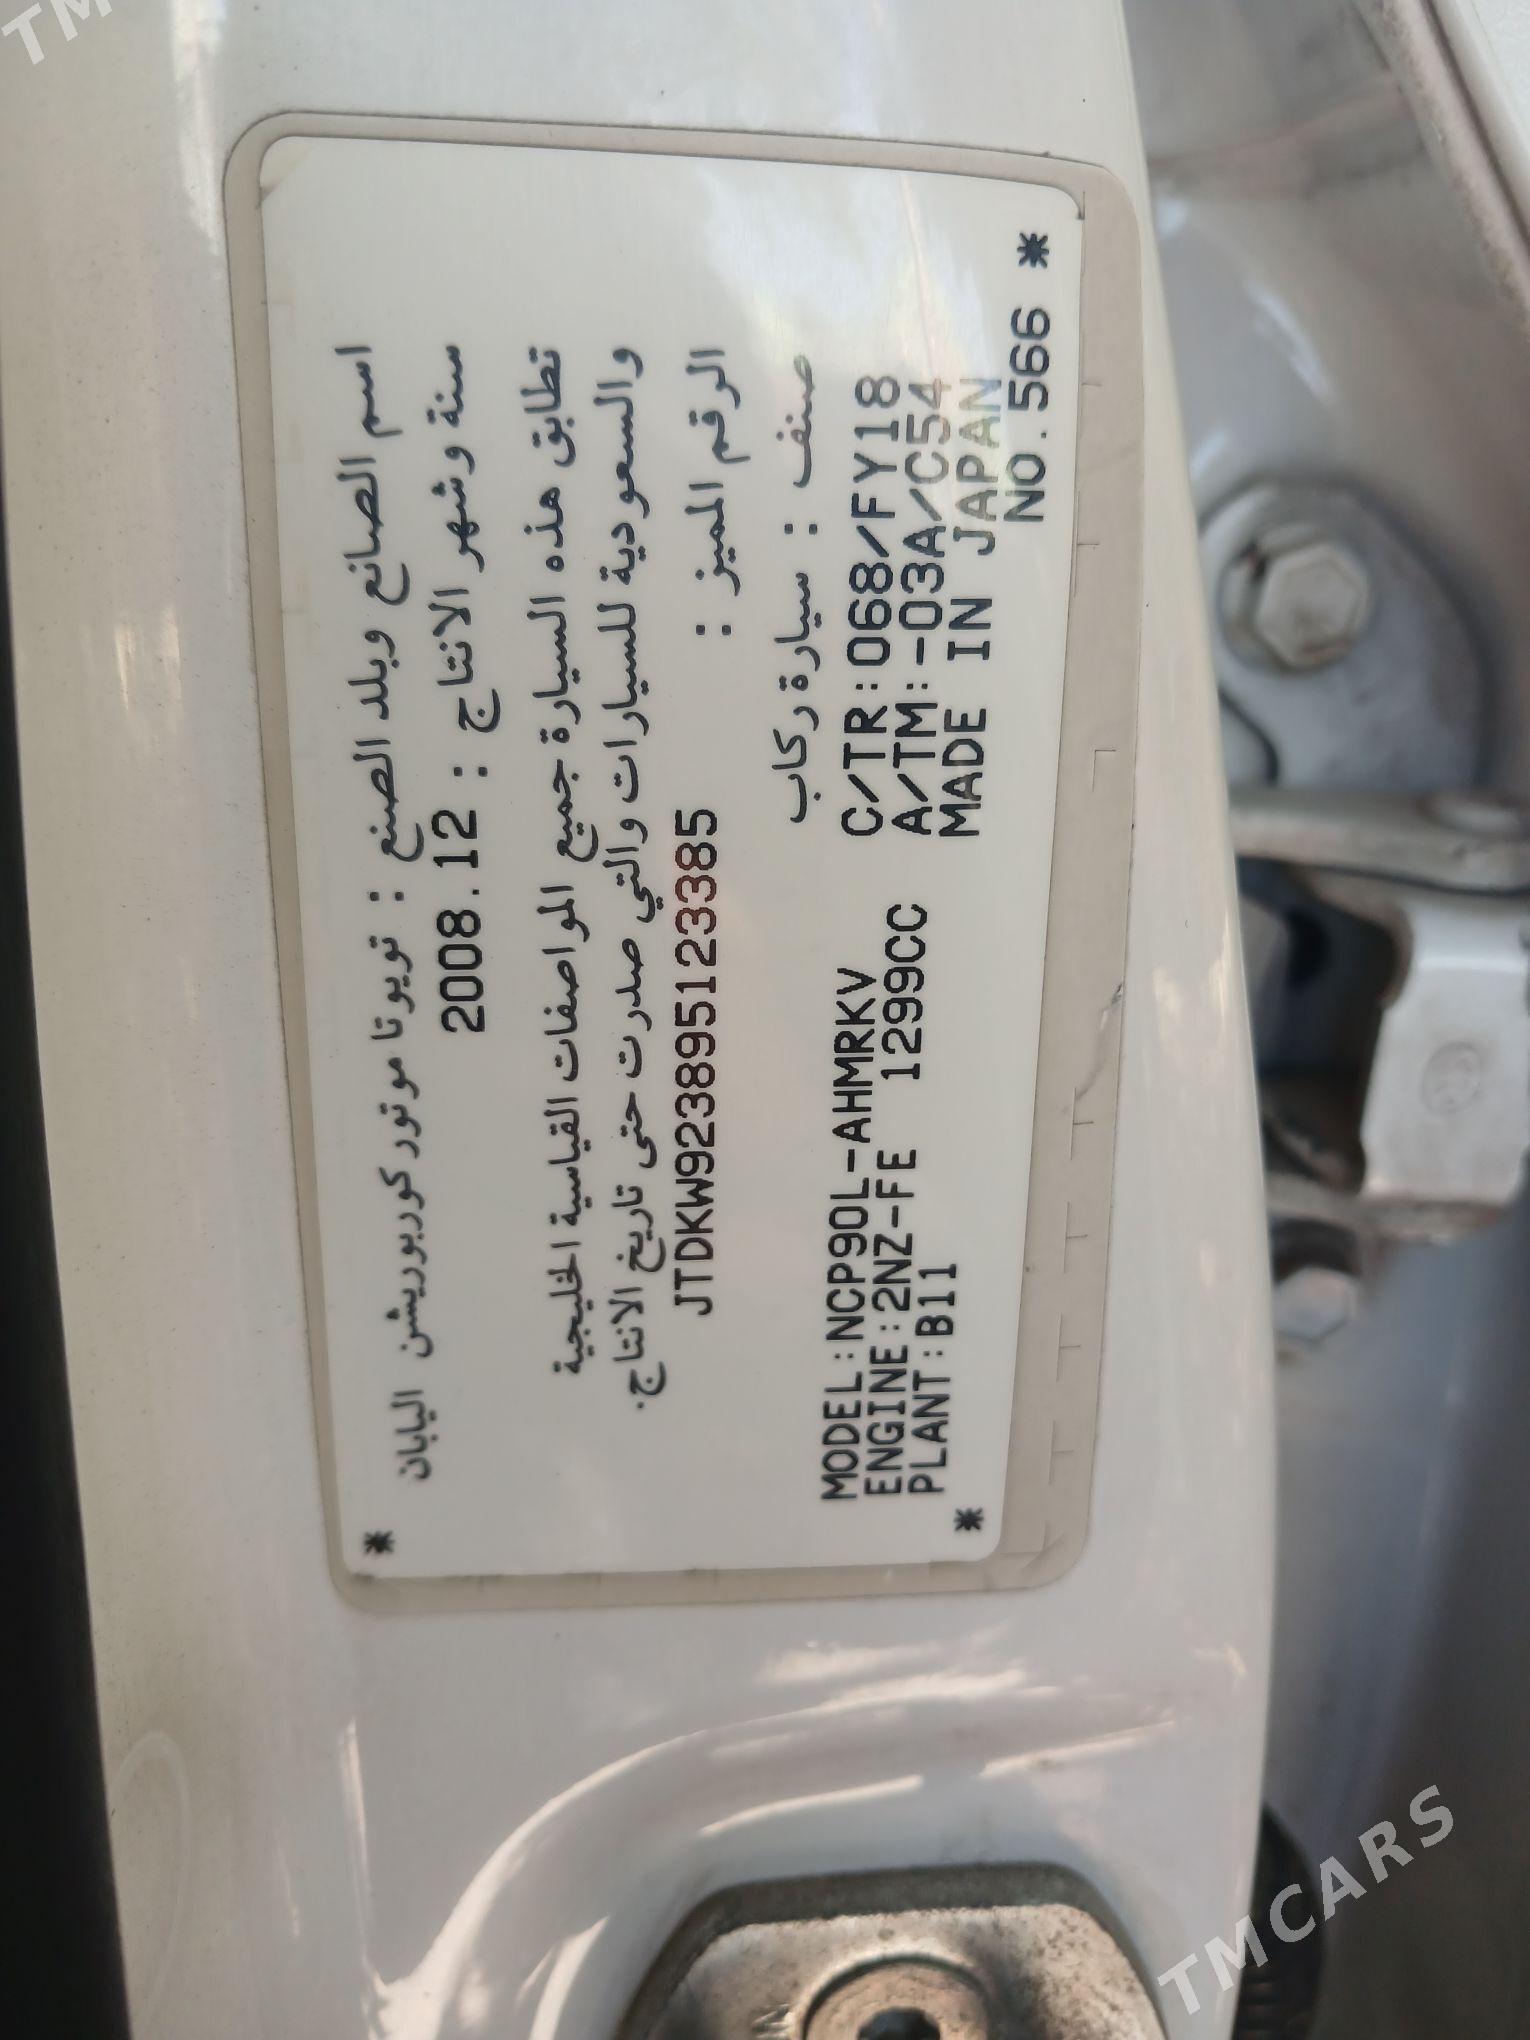 اسم الصانع وبلد الصنع : تويوتا موتور كوربوريشن اليابان *
سنة وشهر الانتاج : 2008.12
تطابق هذه السيارة جميع المواصفات القياسية الخليجية
والسعودية للسيارات والتي صدرت حتى تاريخ الانتاج.
الرقم المميز : JTDKW923895123385
صنف : سيارة ركاب
MODEL:NCP90L-AHMRKV C/TR:068/FY18
ENGINE:2NZ-FE 1299CC A/TM:-03A/C54
PLANT:B11 MADE IN JAPAN
* NO.566 *
TMCARS
TM